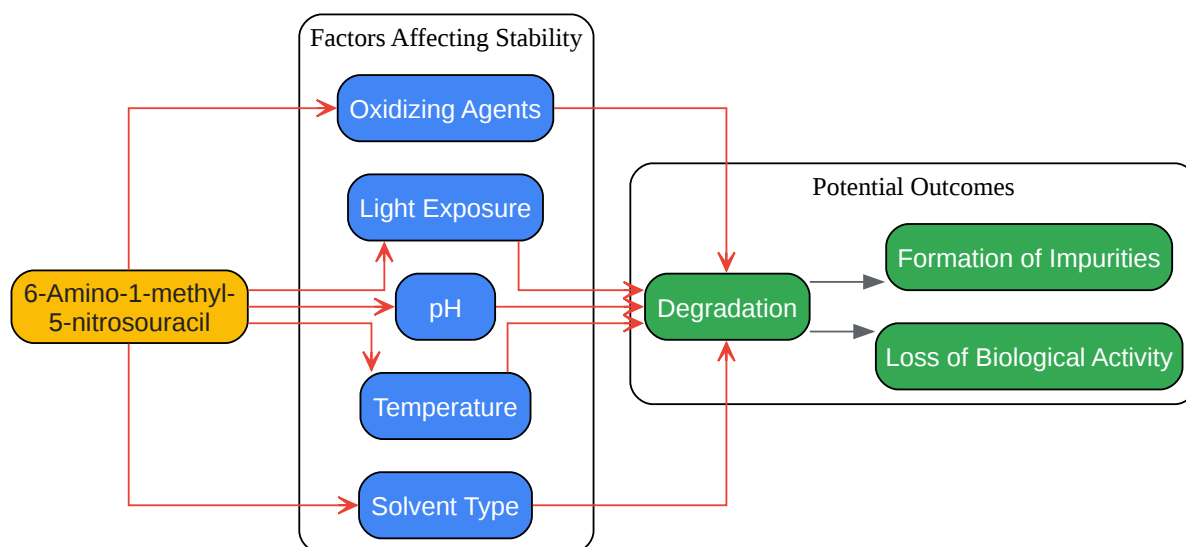 Factors Affecting Stability
Oxidizing Agents
Light Exposure
pH
Temperature
Solvent Type
6-Amino-1-methyl-
5-nitrosouracil
Potential Outcomes
Degradation
Formation of Impurities
Loss of Biological Activity